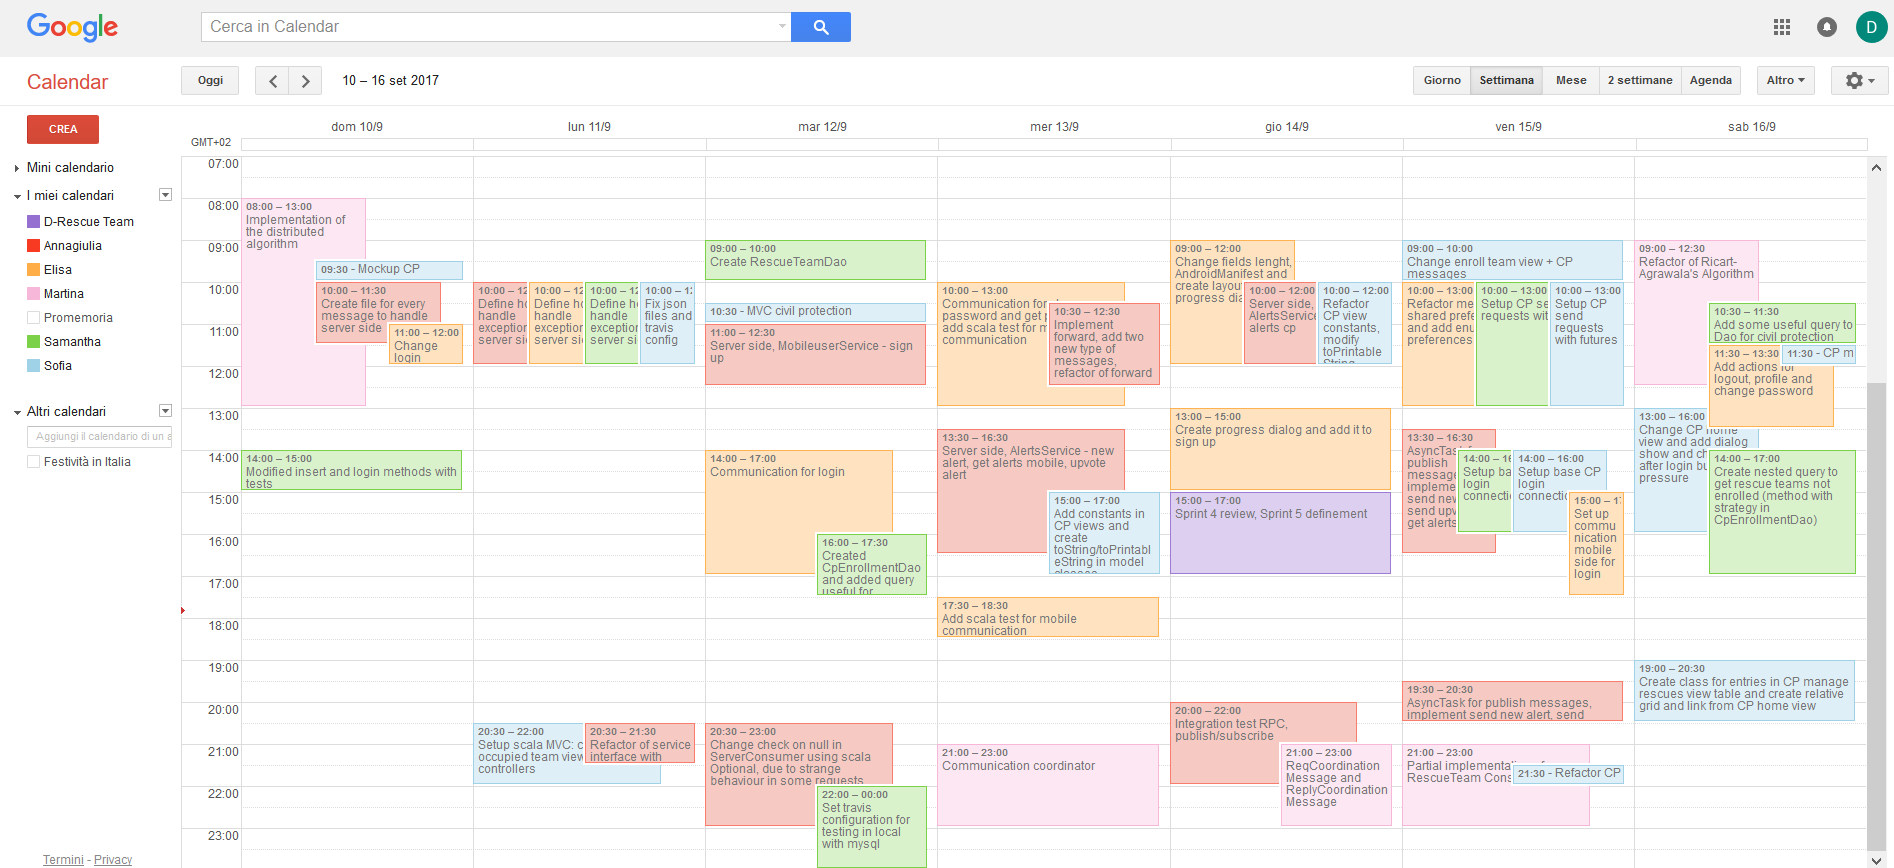 Google
Cerca in Calendar
D
Calendar
Oggi
10 – 16 set 2017
Giorno
Settimana
Mese
2 settimane
Agenda
Altro
CREA
Mini calendario
I miei calendari
D-Rescue Team
Annagiulia
Elisa
Martina
Promemoria
Samantha
Sofia
Altri calendari
Aggiungi il calendario di un a
Festività in Italia
Termini - Privacy
GMT+02
dom 10/9
lun 11/9
mar 12/9
mer 13/9
gio 14/9
ven 15/9
sab 16/9
07:00
08:00
09:00
10:00
11:00
12:00
13:00
14:00
15:00
16:00
17:00
18:00
19:00
20:00
21:00
22:00
23:00
08:00 – 13:00
Implementation of
the distributed
algorithm
09:30 - Mockup CP
10:00 – 11:30
Create file for every
message to handle
server side
11:00 – 12:00
Change
login
14:00 – 15:00
Modified insert and login methods with
tests
10:00 – 12
Define h
handle
exception
server si
10:00 – 12
Define h
handle
exception
server si
10:00 – 12
Define h
handle
exception
server si
10:00 – 12
Fix json
files and
travis
config
20:30 – 22:00
Setup scala MVC: c
occupied team view
controllers
20:30 – 21:30
Refactor of service
interface with
09:00 – 10:00
Create RescueTeamDao
10:30 - MVC civil protection
11:00 – 12:30
Server side, MobileuserService - sign
up
14:00 – 17:00
Communication for login
16:00 – 17:30
Created
CpEnrollmentDao
and added query
useful for
20:30 – 23:00
Change check on null in
ServerConsumer using scala
Optional, due to strange
behaviour in some requests
22:00 – 00:00
Set travis
configuration for
testing in local
with mysql
10:00 – 13:00
Communication for
password and get p
add scala test for m
communication
10:30 – 12:30
Implement
forward, add two
new type of
messages,
refactor of forward
13:30 – 16:30
Server side, AlertsService - new
alert, get alerts mobile, upvote
alert
15:00 – 17:00
Add constants in
CP views and
create
toString/toPrintabl
eString in model
classes
17:30 – 18:30
Add scala test for mobile
communication
21:00 – 23:00
Communication coordinator
09:00 – 12:00
Change fields lenght,
AndroidManifest and
create layou
progress dia
10:00 – 12:00
Server side,
AlertsService
alerts cp
10:00 – 12:00
Refactor
CP view
constants,
modify
toPrintable
String
13:00 – 15:00
Create progress dialog and add it to
sign up
15:00 – 17:00
Sprint 4 review, Sprint 5 definement
20:00 – 22:00
Integration test RPC,
publish/subscribe
21:00 – 23:00
ReqCoordination
Message and
ReplyCoordination
Message
09:00 – 10:00
Change enroll team view + CP
messages
10:00 – 13:00
Refactor me
shared prefe
and add enu
preferences
10:00 – 13:00
Setup CP se
requests wit
10:00 – 13:00
Setup CP
send
requests
with futures
13:30 – 16:30
AsyncTask f
publish
message
impleme
send new
send upv
get alerts
14:00 – 16
Setup ba
login
connecti
14:00 – 16:00
Setup base CP
login
connectio
15:00 – 17
Set up
commu
nication
mobile
side for
login
19:30 – 20:30
AsyncTask for publish messages,
implement send new alert, send
21:00 – 23:00
Partial implementation
RescueTeam Cons
21:30 - Refactor CP
09:00 – 12:30
Refactor of Ricart-
Agrawala's Algorithm
10:30 – 11:30
Add some useful query to
Dao for civil protection
11:30 – 13:30
Add actions for
logout, profile and
change password
11:30 - CP m
13:00 – 16:00
Change CP home
view and add dialog
show and ch
after login bu
pressure
14:00 – 17:00
Create nested query to
get rescue teams not
enrolled (method with
strategy in
CpEnrollmentDao)
19:00 – 20:30
Create class for entries in CP manage
rescues view table and create relative
grid and link from CP home view